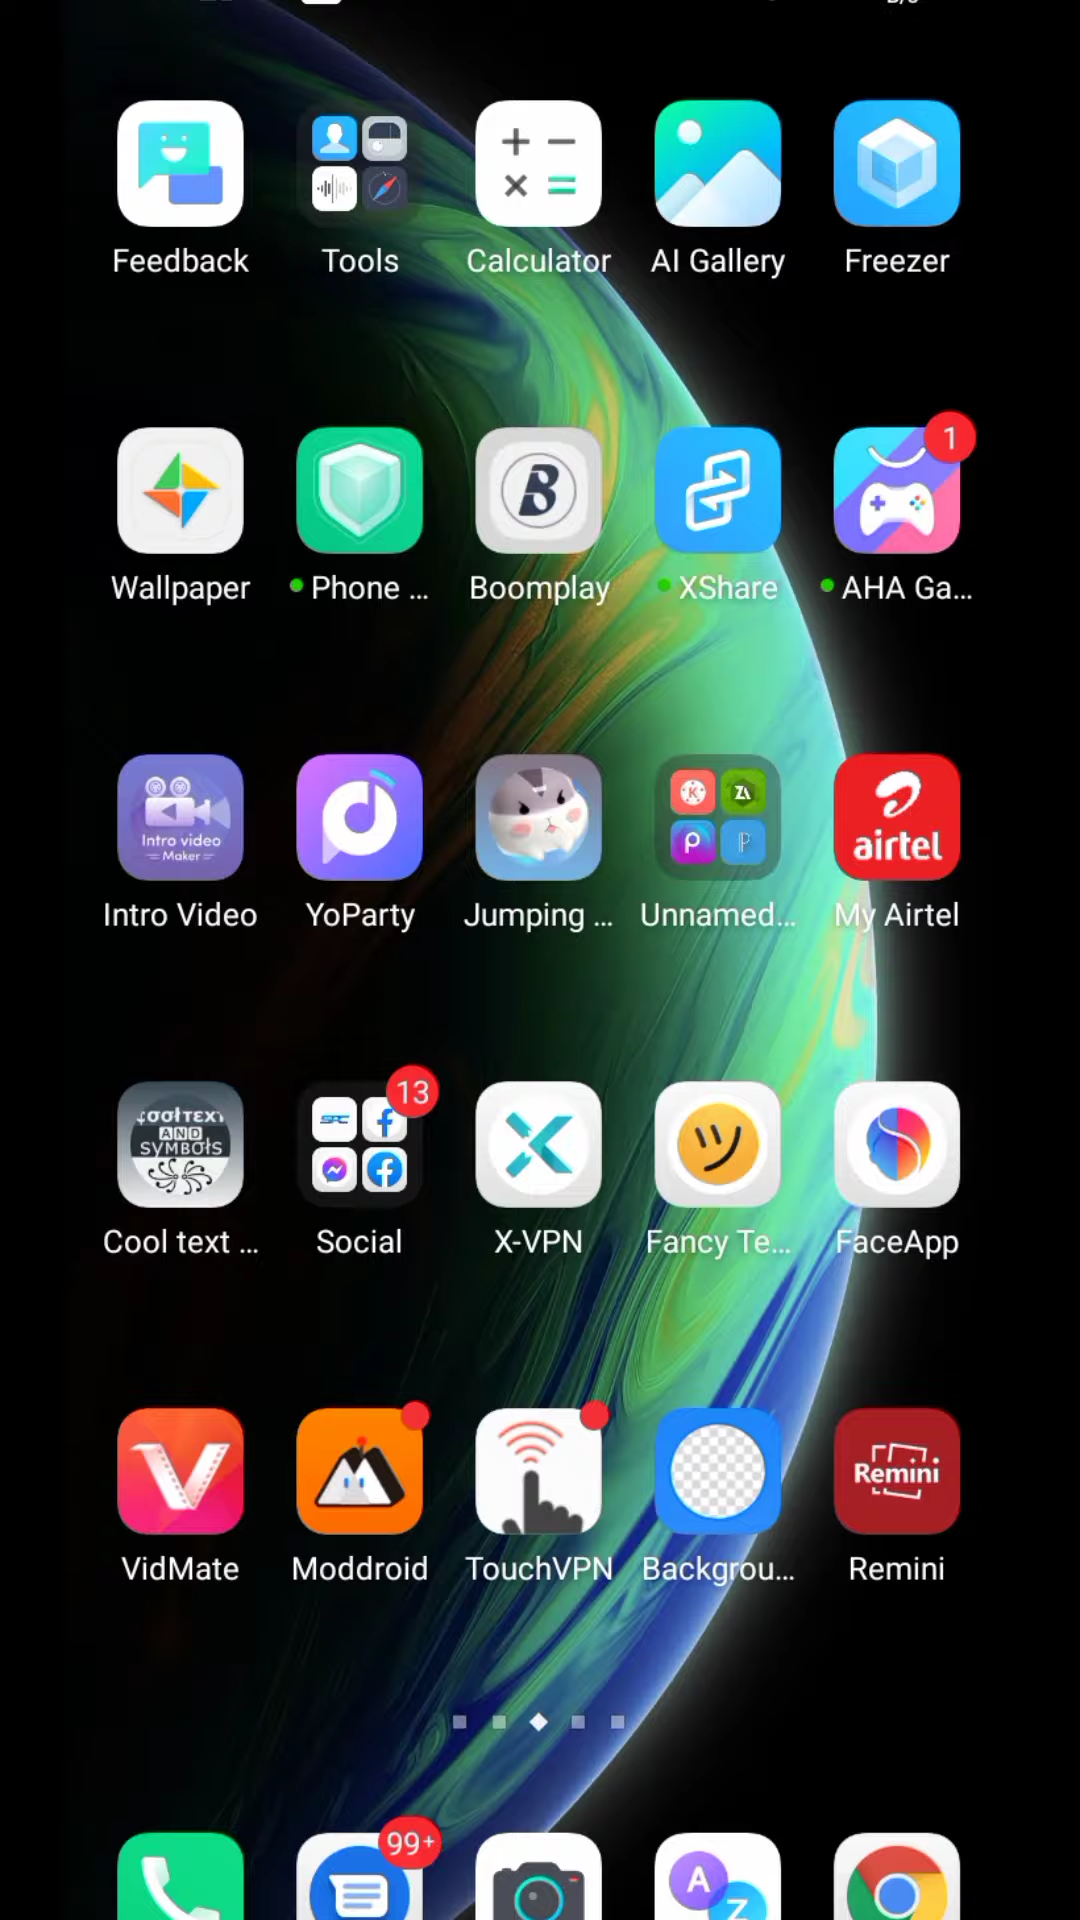 Feedback
Tools
Calculator
AI Gallery
Freezer
1
Wallpaper
Phone ...
Boomplay
XShare
AHA Ga...
Intro video
Maker
airtel
Intro Video
YoParty
Jumping ...
Unnamed...
My Airtel
AND
SYMBOLS
13
Cool text ...
Social
X-VPN
Fancy Te...
FaceApp
Remini
VidMate
Moddroid
TouchVPN
Backgrou...
Remini
99+
A
Z